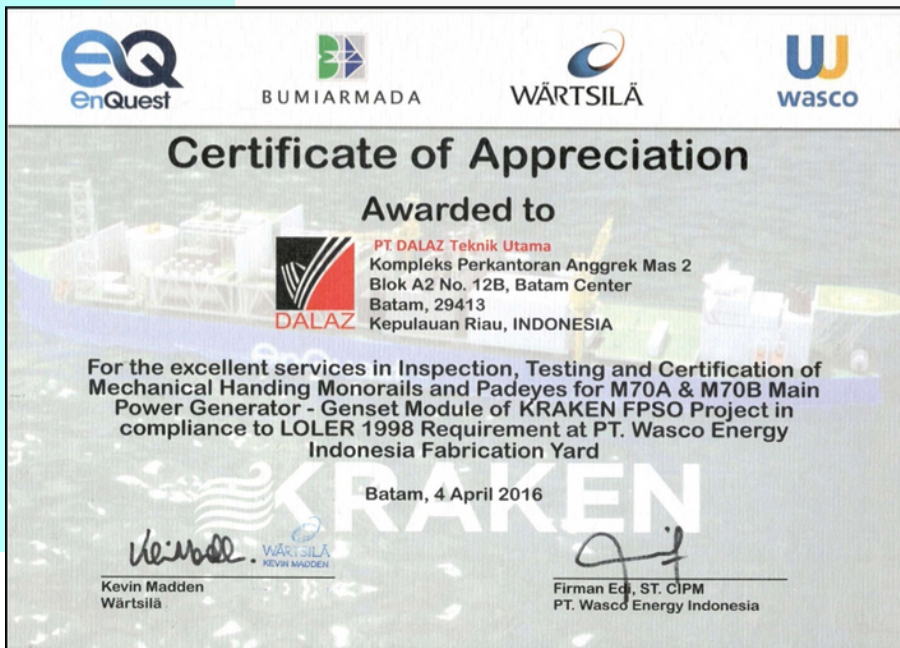 eQ
EnQuest
BUMIARMADA
WÄRTSILÄ
wasco
Certificate of Appreciation
Awarded to
DALAZ
PT. DALAZ Teknik Utama
Kompleks Perkantoran Anggrek Mas 2
Blok A2 No. 12B, Batam Center
Batam, 29413
Kepulauan Riau, INDONESIA
For the excellent services in Inspection, Testing and Certification of
Mechanical Handing Monorails and Padeyes for M70A & M70B Main
Power Generator - Genset Module of KRAKEN FPSO Project in
compliance to LOLER 1998 Requirement at PT. Wasco Energy
Indonesia Fabrication Yard
KRAKEN
Batam, 4 April 2016
WÄRTSILÄ
KEVIN MADDEN
Kevin Madden
Wärtsilä
Firman Edi, ST. CIPM
PT. Wasco Energy Indonesia